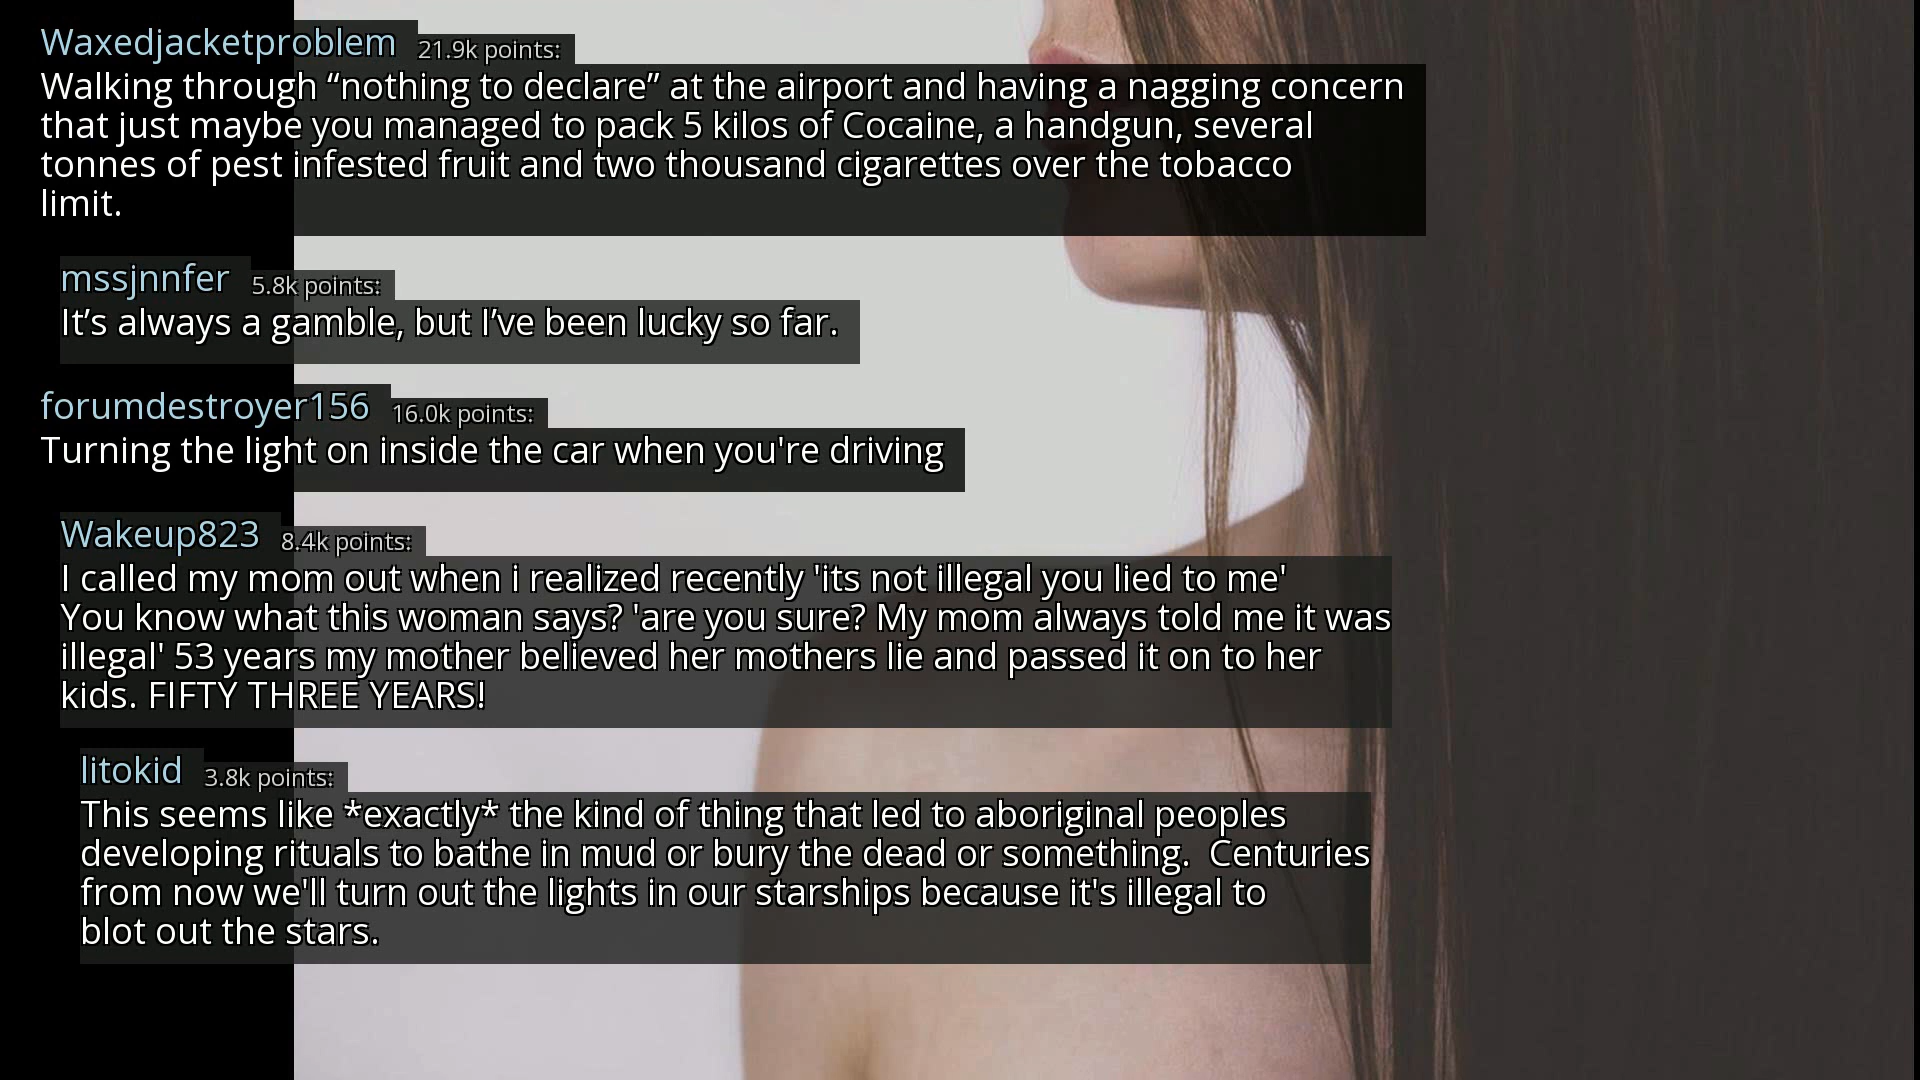 Waxedjacketproblem 21.9k points:
Walking through “nothing to declare” at the airport and having a nagging concern
that just maybe you managed to pack 5 kilos of Cocaine, a handgun, several
tonnes of pest infested fruit and two thousand cigarettes over the tobacco
limit.
mssjnnfer 5.8k points:
It’s always a gamble, but I’ve been lucky so far.
forumdestroyer156 16.0k points:
Turning the light on inside the car when you're driving
Wakeup823 8.4k points:
I called my mom out when i realized recently 'its not illegal you lied to me'
You know what this woman says? 'are you sure? My mom always told me it was
illegal' 53 years my mother believed her mothers lie and passed it on to her
kids. FIFTY THREE YEARS!
litokid 3.8k points:
This seems like *exactly* the kind of thing that led to aboriginal peoples
developing rituals to bathe in mud or bury the dead or something.  Centuries
from now we'll turn out the lights in our starships because it's illegal to
blot out the stars.